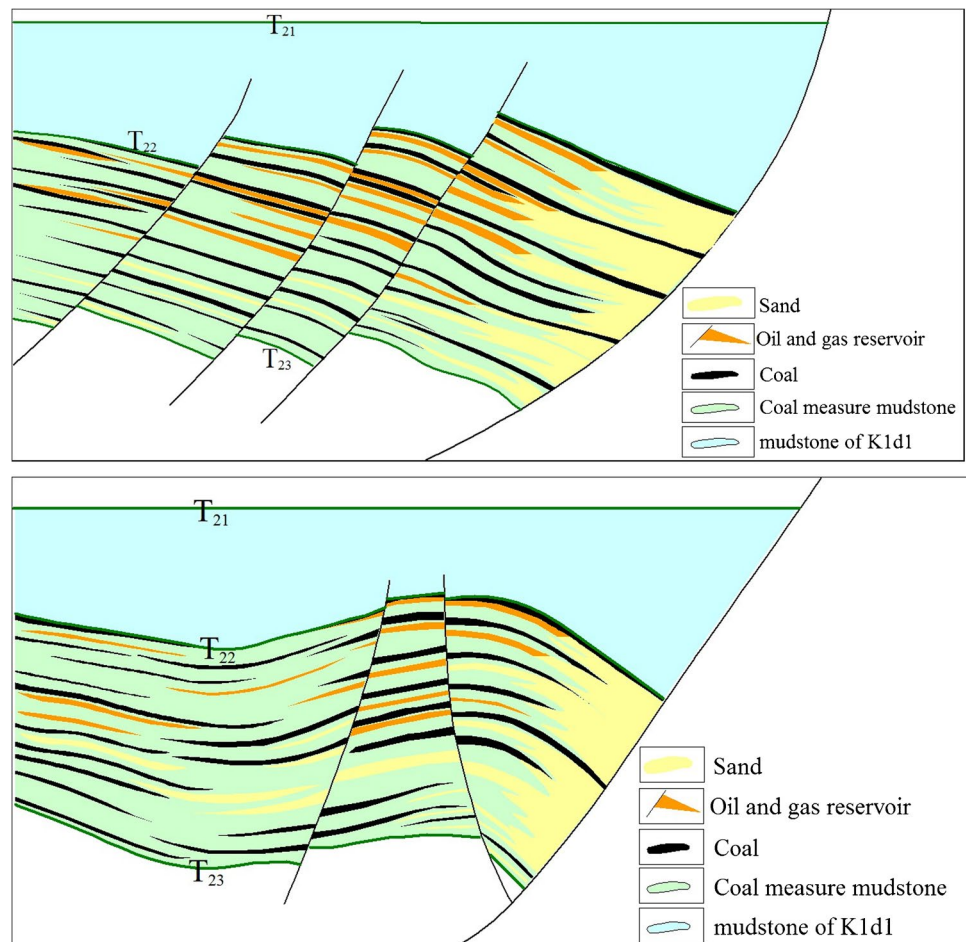 T21
T22
T23
Sand
Oil and gas reservoir
Coal
Coal measure mudstone
mudstone of K1d1
T21
T22
T23
Sand
Oil and gas reservoir
Coal
Coal measure mudstone
mudstone of K1d1